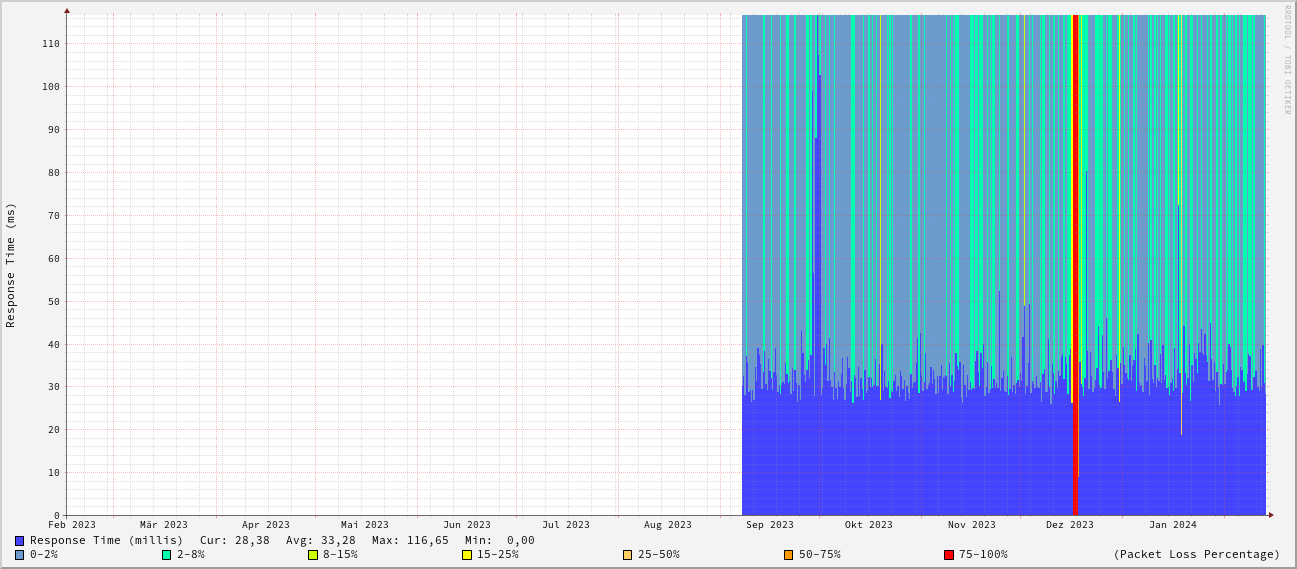 RRDTOOL / TOBI OETIKER
Response Time (ms)
110
100
90
80
70
60
50
40
30
20
10
0
Feb 2023 Mär 2023 Apr 2023 Mai 2023 Jun 2023 Jul 2023 Aug 2023 Sep 2023 Okt 2023 Nov 2023 Dez 2023 Jan 2024
Response Time (millis) Cur: 28,38 Avg: 33,28 Max: 116,65 Min: 0,00
0-2% 2-8% 8-15% 15-25% 25-50% 50-75% 75-100% (Packet Loss Percentage)